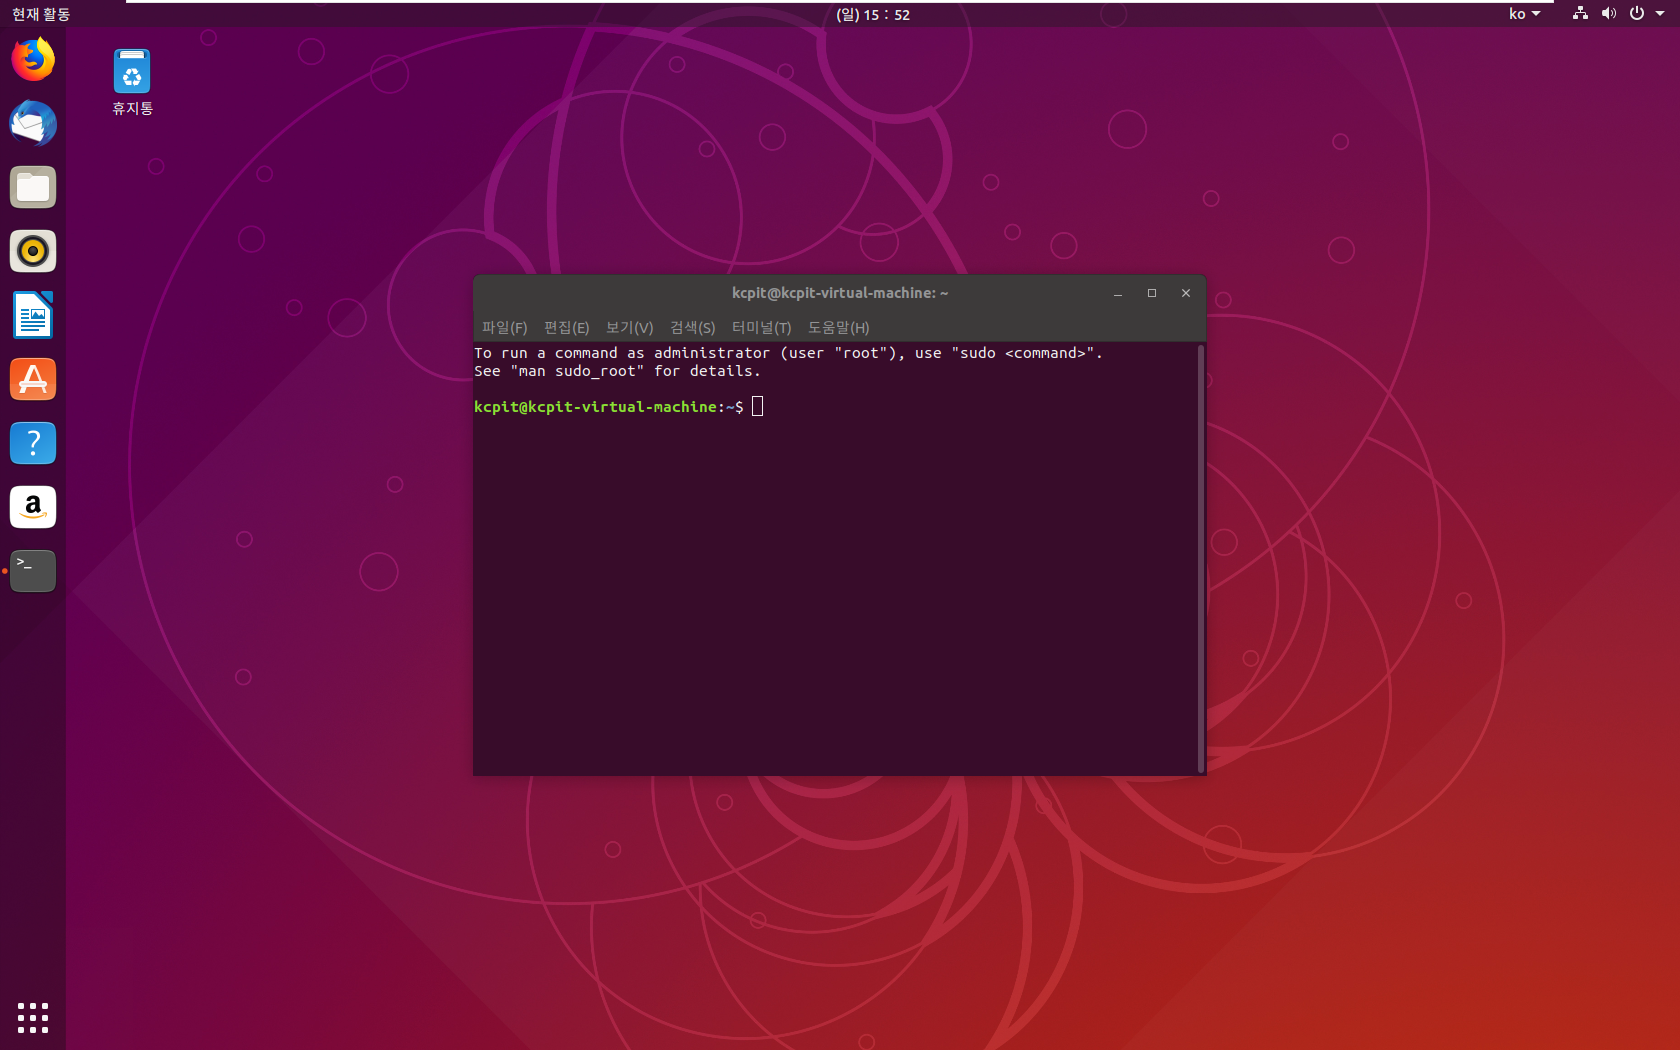 현재 활동
(일) 15 : 52
ko
휴지통
kcpit@kcpit-virtual-machine: ~
파일(F) 편집(E) 보기(V) 검색(S) 터미널(T) 도움말(H)
To run a command as administrator (user "root"), use "sudo <command>".
See "man sudo_root" for details.
kcpit@kcpit-virtual-machine:~$
?
a
>_